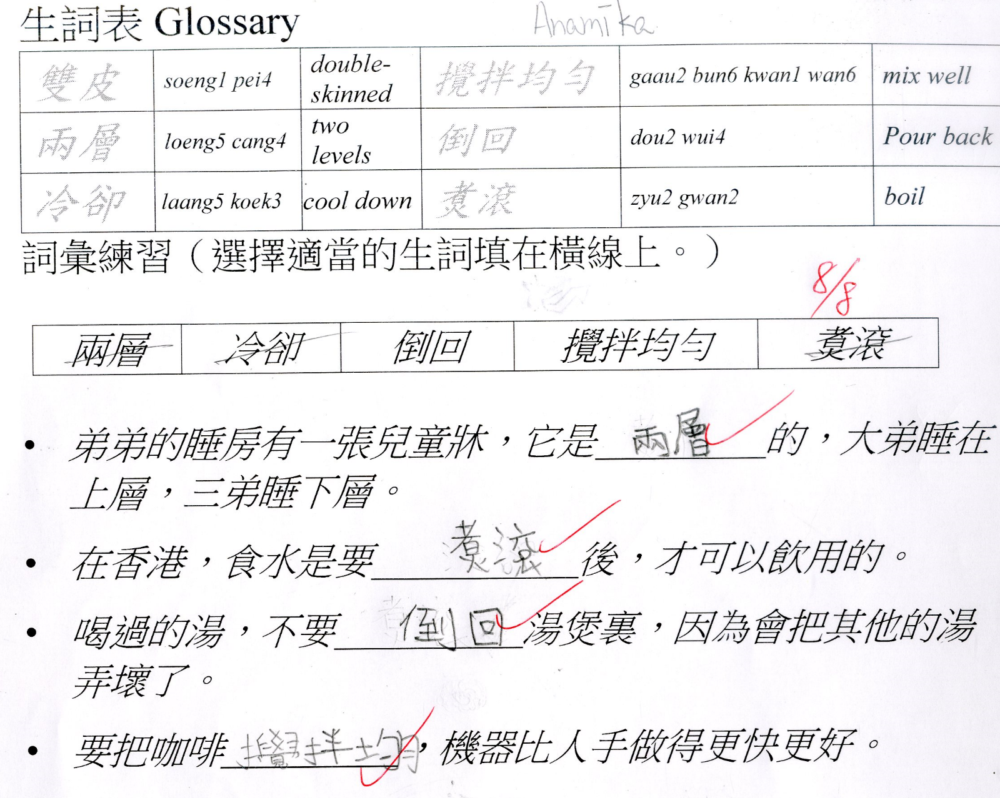 生詞表 Glossary Anamika
雙皮 soeng1 pei4 double-skinned 攪拌均勻 gaau2 bun6 kwan1 wan6 mix well
兩層 loeng5 cang4 two levels 倒回 dou2 wui4 Pour back
冷卻 laang5 koek3 cool down 煑滾 zyu2 gwan2 boil
詞彙練習（選擇適當的生詞填在橫線上。）
8/8
兩層 冷卻 倒回 攪拌均勻 煑滾
• 弟弟的睡房有一張兒童牀，它是兩層的，大弟睡在
上層，三弟睡下層。
• 在香港，食水是要煑滾後，才可以飲用的。
• 喝過的湯，不要倒回湯煲裏，因為會把其他的湯
弄壞了。
• 要把咖啡攪拌均勻，機器比人手做得更快更好。